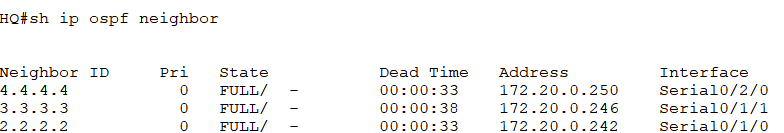 HQ#sh ip ospf neighbor
Neighbor ID     Pri   State           Dead Time   Address         Interface
4.4.4.4           0   FULL/  -        00:00:33    172.20.0.250    Serial0/2/0
3.3.3.3           0   FULL/  -        00:00:38    172.20.0.246    Serial0/1/1
2.2.2.2           0   FULL/  -        00:00:33    172.20.0.242    Serial0/1/0